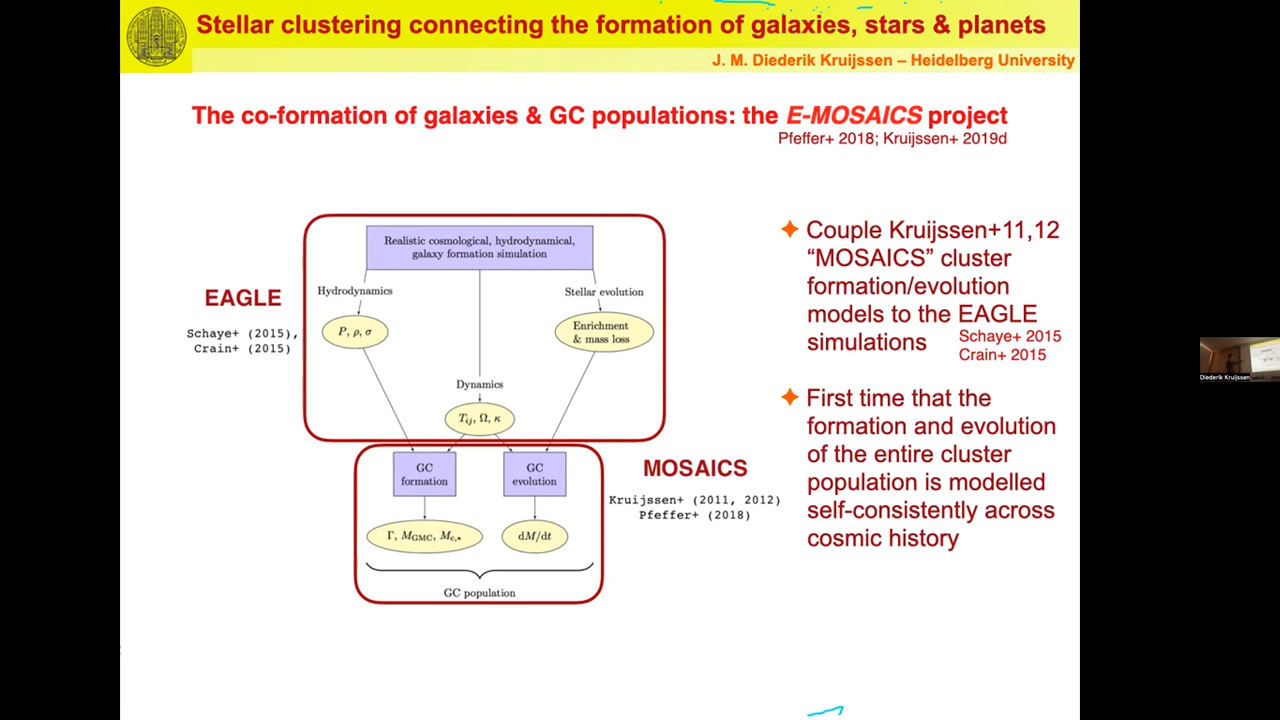 Stellar clustering connecting the formation of galaxies, stars & planets
J. M. Diederik Kruijssen – Heidelberg University
The co-formation of galaxies & GC populations: the E-MOSAICS project
Pfeffer+ 2018; Kruijssen+ 2019d
EAGLE
Schaye+ (2015),
Crain+ (2015)
Realistic cosmological, hydrodynamical,
galaxy formation simulation
Hydrodynamics
Stellar evolution
P, ρ, σ
Enrichment
& mass loss
Dynamics
Tij, Ω, κ
GC
formation
GC
evolution
MOSAICS
Kruijssen+ (2011, 2012)
Pfeffer+ (2018)
Γ, MGMC, Mc,*
dM/dt
GC population
✦ Couple Kruijssen+11,12
“MOSAICS” cluster
formation/evolution
models to the EAGLE
simulations Schaye+ 2015
Crain+ 2015
✦ First time that the
formation and evolution
of the entire cluster
population is modelled
self-consistently across
cosmic history
Diederik Kruijssen